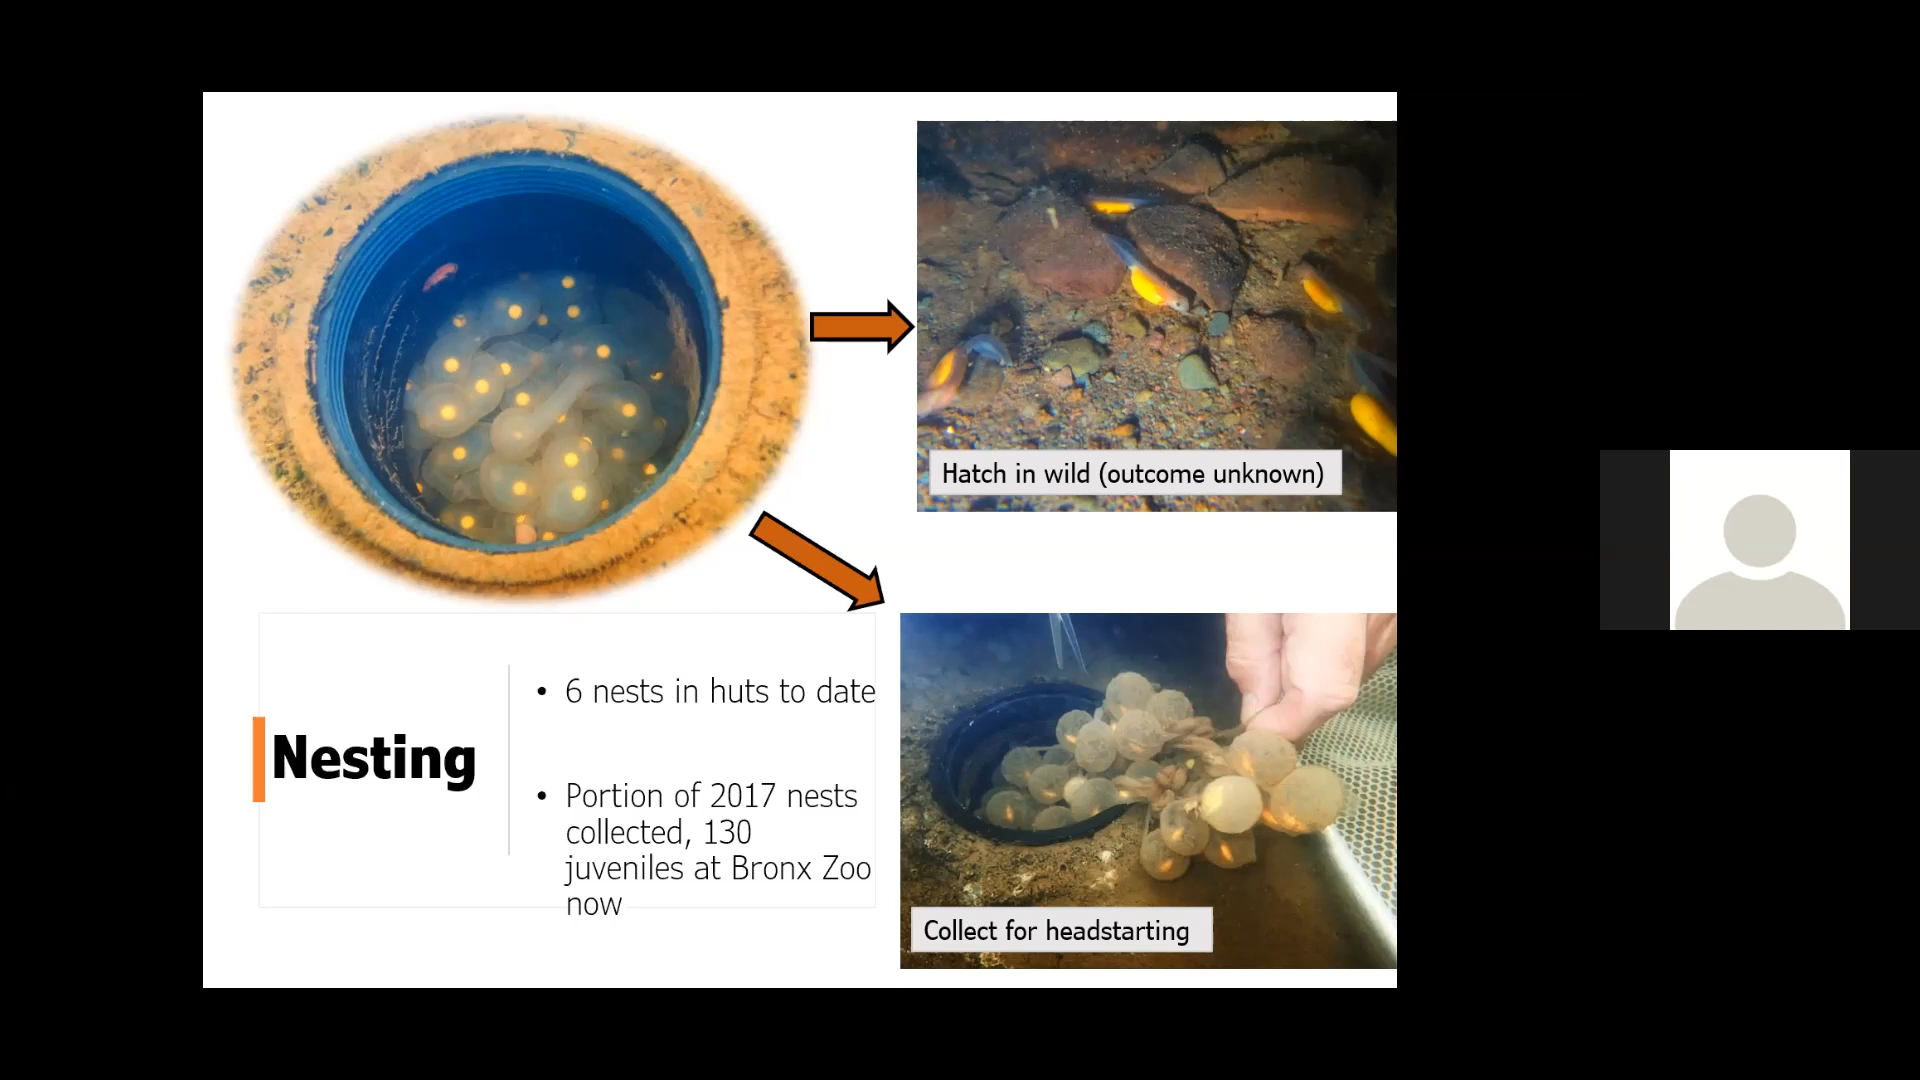 Hatch in wild (outcome unknown)
Nesting
• 6 nests in huts to date
• Portion of 2017 nests
collected, 130
juveniles at Bronx Zoo
now
Collect for headstarting